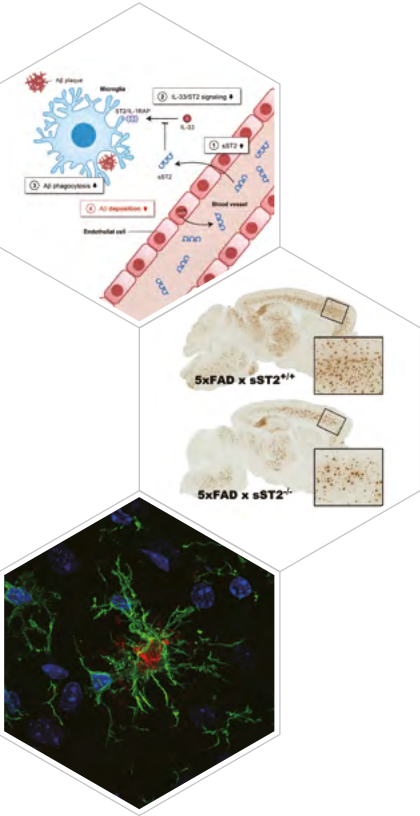 Aβ plaque
Microglia
② IL-33/ST2 signaling ⬇
ST2/IL-1RAP
IL-33
① sST2 ⬆
sST2
③ Aβ phagocytosis ⬇
④ Aβ deposition ⬆
Blood vessel
Endothelial cell
5xFAD x sST2+/+
5xFAD x sST2-/-